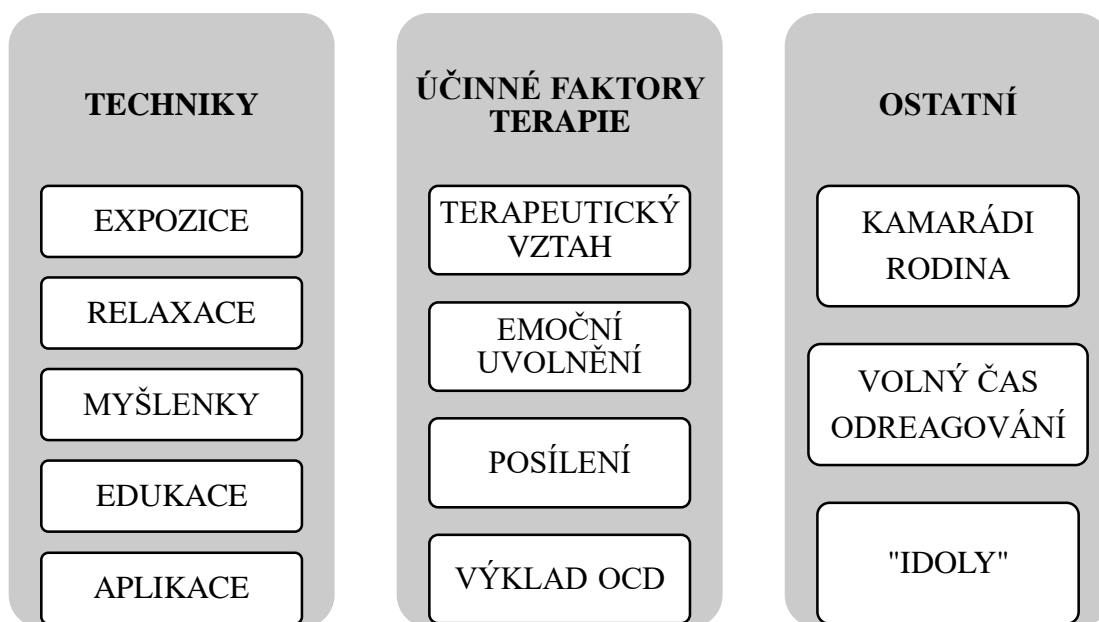 TECHNIKY
EXPOZICE
RELAXACE
MYŠLENKY
EDUKACE
APLIKACE
ÚČINNÉ FAKTORY
TERAPIE
TERAPEUTICKÝ
VZTAH
EMOČNÍ
UVOLNĚNÍ
POSÍLENÍ
VÝKLAD OCD
OSTATNÍ
KAMARÁDI
RODINA
VOLNÝ ČAS
ODREAGOVÁNÍ
"IDOLY"